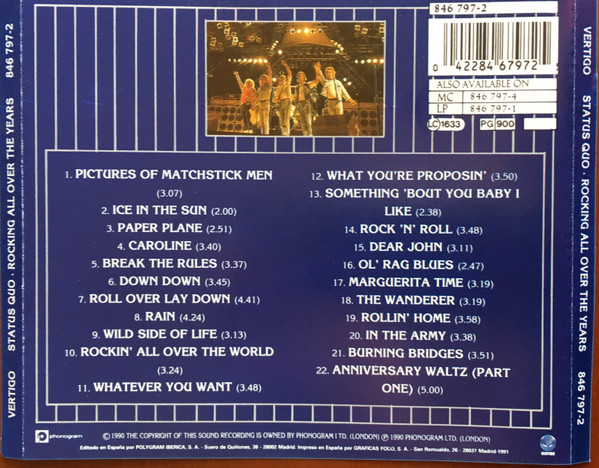 VERTIGO STATUS QUO · ROCKING ALL OVER THE YEARS 846 797-2
846 797-2
0 42284 67972
ALSO AVAILABLE ON
MC 846 797-4
LP 846 797-1
LC 1633 PG 900
1. PICTURES OF MATCHSTICK MEN
(3.07)
2. ICE IN THE SUN (2.00)
3. PAPER PLANE (2.51)
4. CAROLINE (3.40)
5. BREAK THE RULES (3.37)
6. DOWN DOWN (3.45)
7. ROLL OVER LAY DOWN (4.41)
8. RAIN (4.24)
9. WILD SIDE OF LIFE (3.13)
10. ROCKIN' ALL OVER THE WORLD
(3.24)
11. WHATEVER YOU WANT (3.48)
12. WHAT YOU'RE PROPOSIN' (3.50)
13. SOMETHING 'BOUT YOU BABY I
LIKE (2.38)
14. ROCK 'N' ROLL (3.48)
15. DEAR JOHN (3.11)
16. OL' RAG BLUES (2.47)
17. MARGUERITA TIME (3.19)
18. THE WANDERER (3.19)
19. ROLLIN' HOME (3.58)
20. IN THE ARMY (3.38)
21. BURNING BRIDGES (3.51)
22. ANNIVERSARY WALTZ (PART
ONE) (5.00)
phonogram
© 1990 THE COPYRIGHT OF THIS SOUND RECORDING IS OWNED BY PHONOGRAM LTD. (LONDON) ℗ 1990 PHONOGRAM LTD. (LONDON)
Editado en España por POLYGRAM IBERICA, S. A. - Suero de Quiñones, 38 - 28002 Madrid. Impreso en España por GRAFICAS FOLIO, S. A. - San Romualdo, 26 - 28037 Madrid-1991
VERTIGO
VERTIGO STATUS QUO · ROCKING ALL OVER THE YEARS 846 797-2